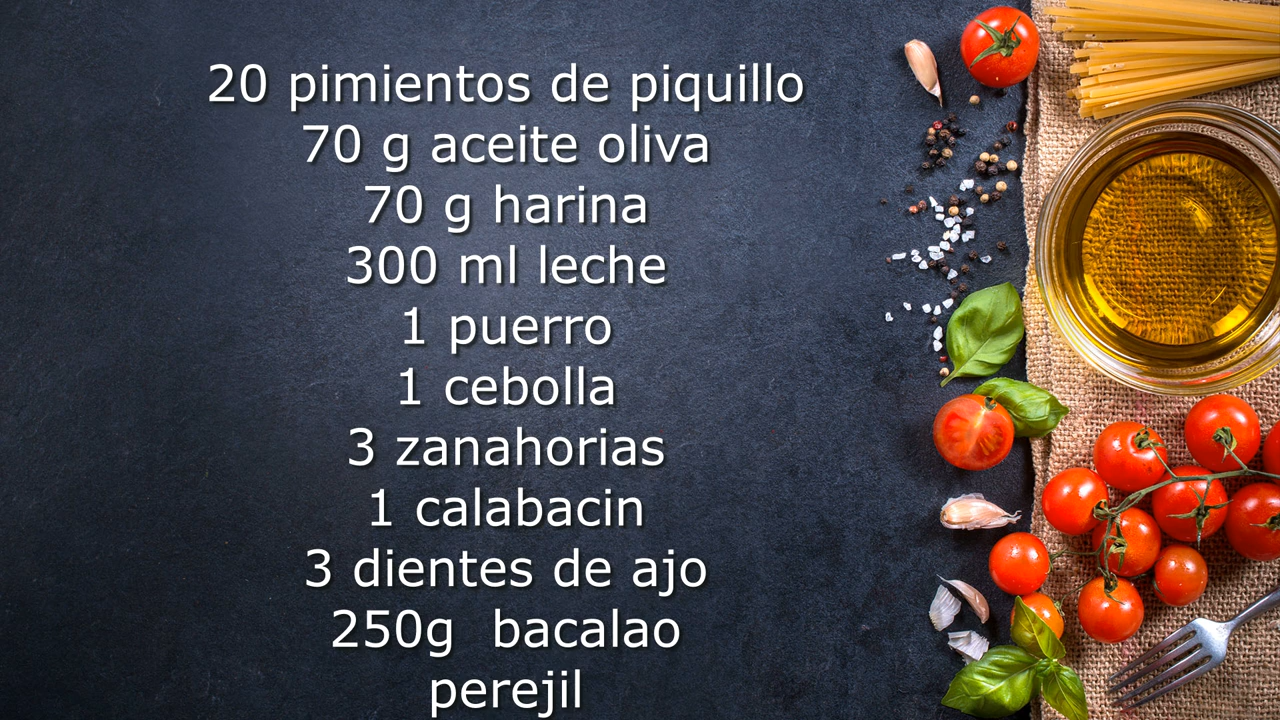 20 pimientos de piquillo
70 g aceite oliva
70 g harina
300 ml leche
1 puerro
1 cebolla
3 zanahorias
1 calabacin
3 dientes de ajo
250g  bacalao
perejil